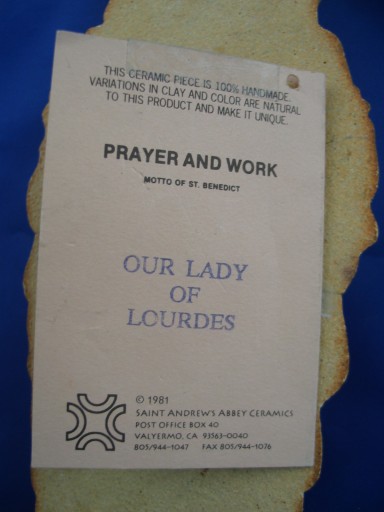 THIS CERAMIC PIECE IS 100% HANDMADE.
VARIATIONS IN CLAY AND COLOR ARE NATURAL
TO THIS PRODUCT AND MAKE IT UNIQUE.
PRAYER AND WORK
MOTTO OF ST. BENEDICT
OUR LADY
OF
LOURDES
© 1981
SAINT ANDREW'S ABBEY CERAMICS
POST OFFICE BOX 40
VALYERMO, CA 93563-0040
805/944-1047 FAX 805/944-1076